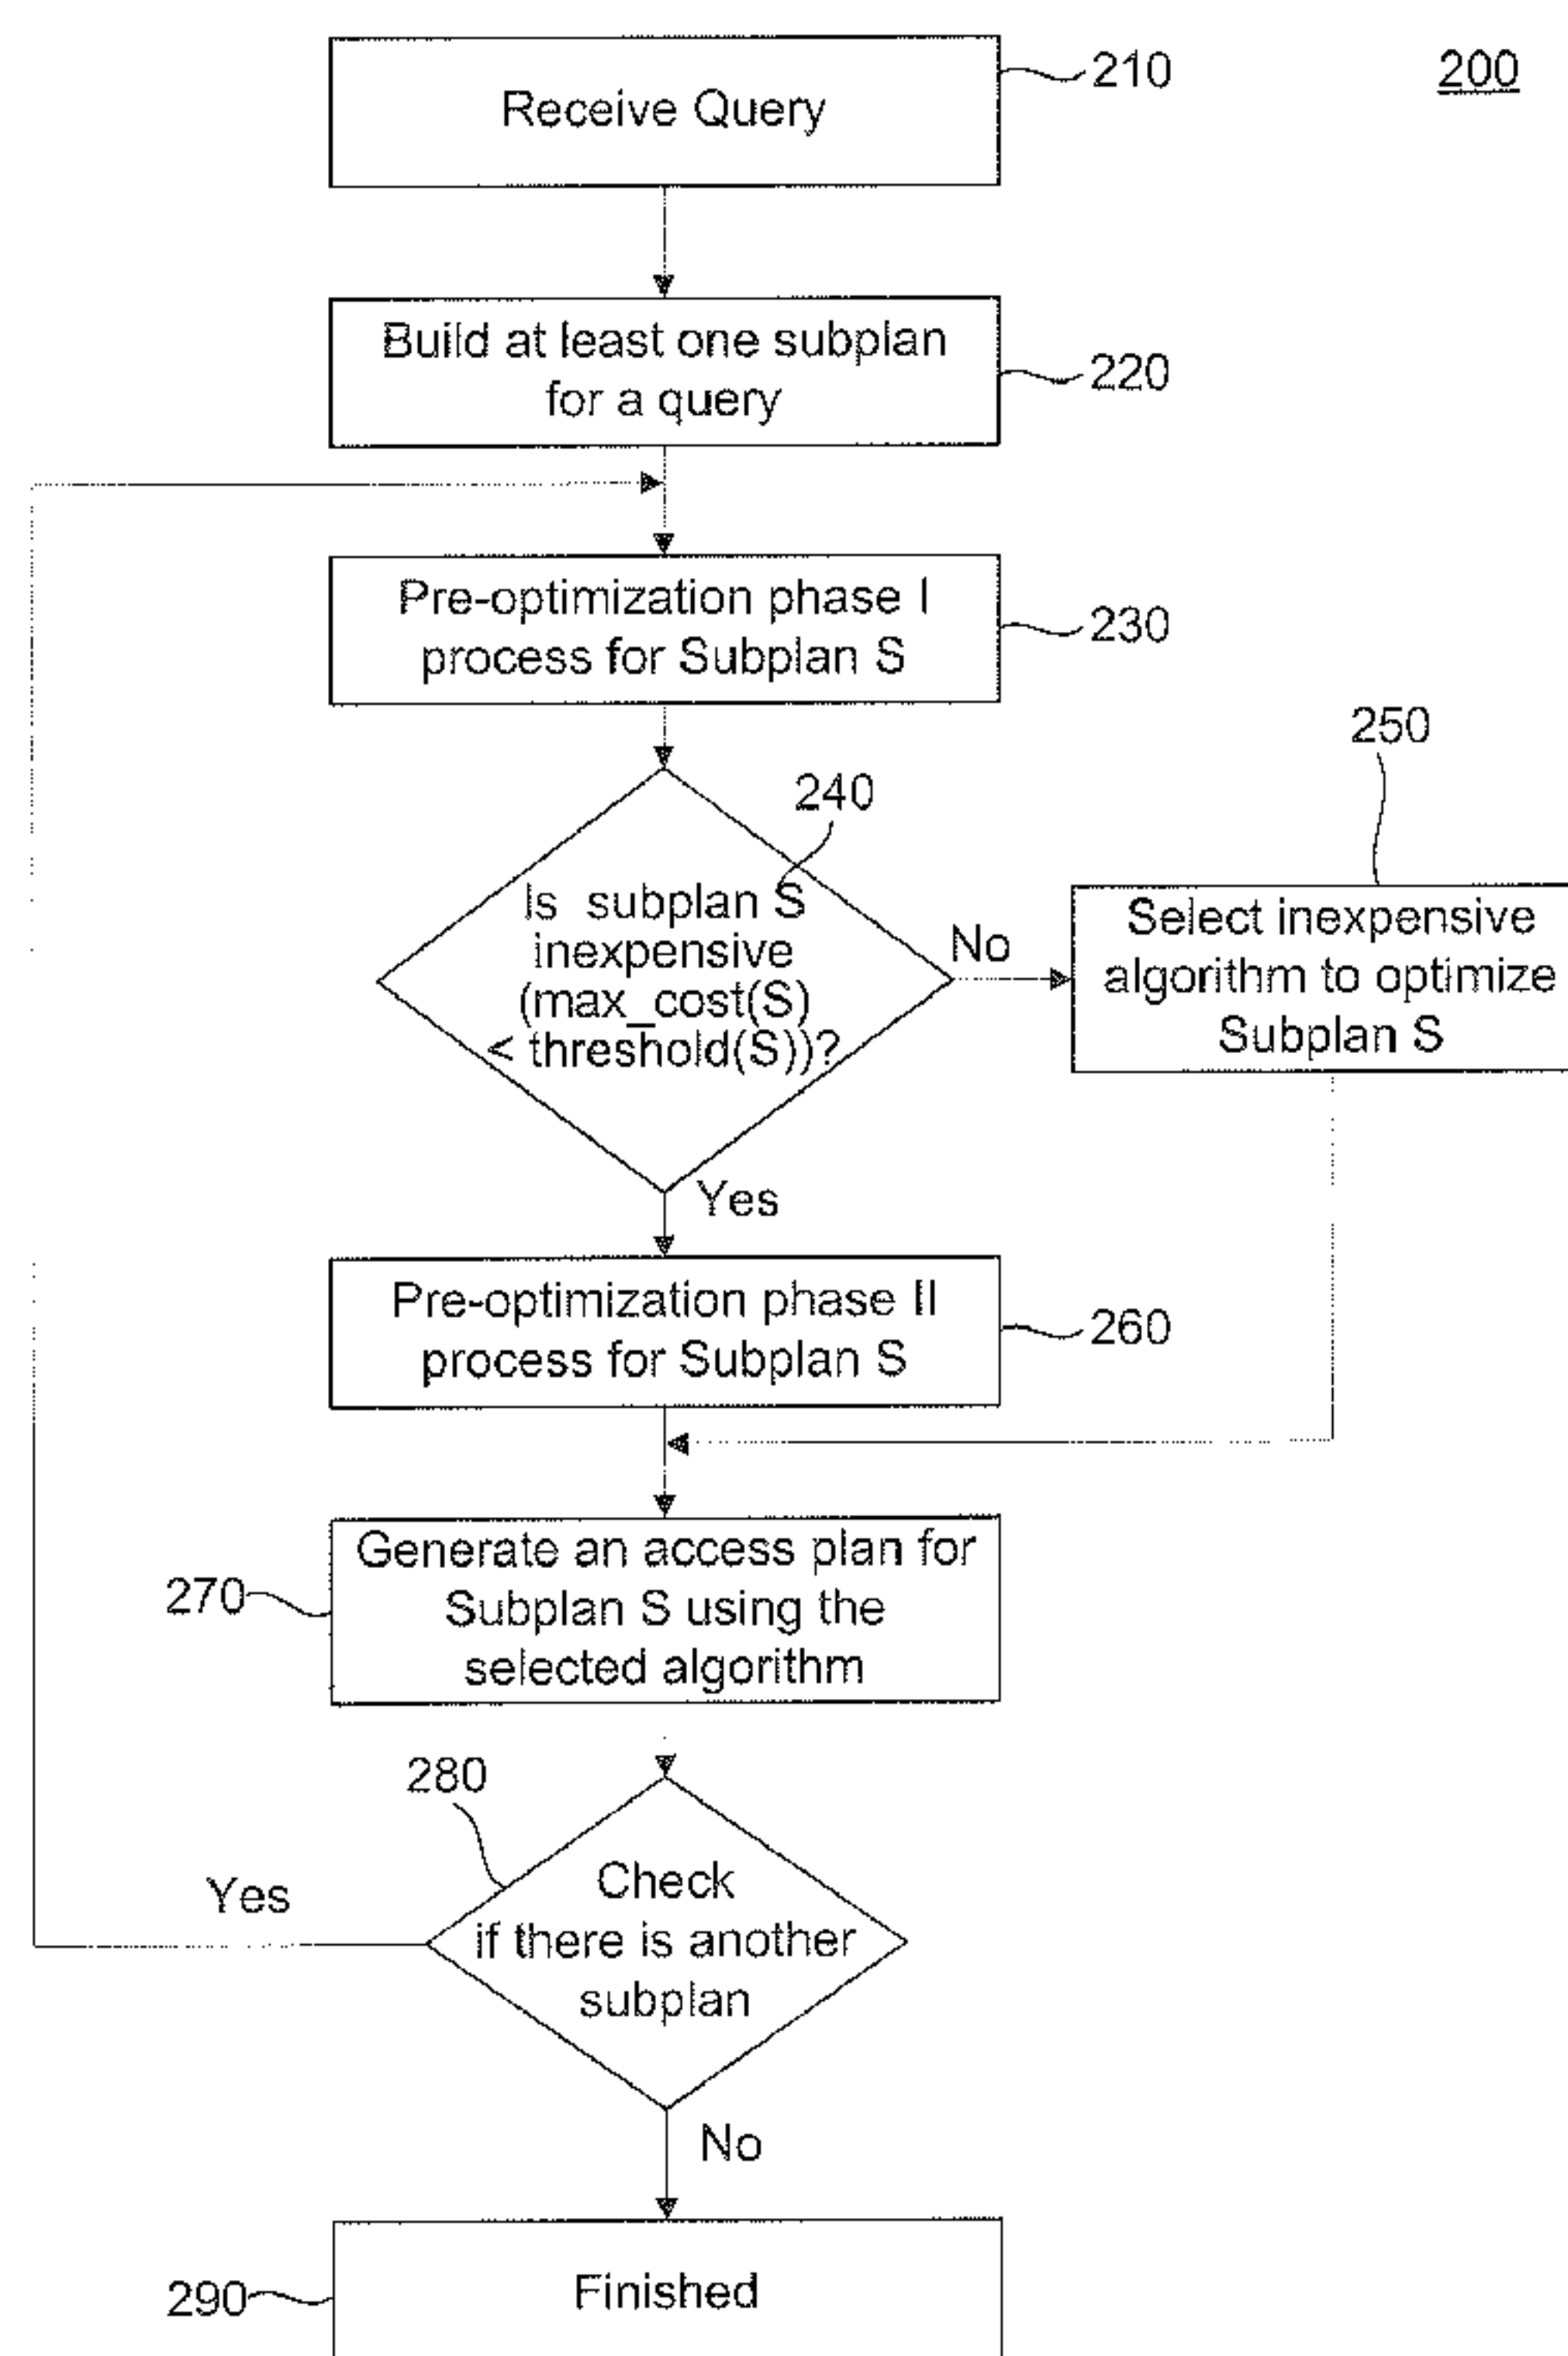 200
Receive Query
210
Build at least one subplan
for a query
220
Pre-optimization phase I
process for Subplan S
230
240
Is subplan S
inexpensive
(max_cost(S)
< threshold(S))?
No
250
Select inexpensive
algorithm to optimize
Subplan S
Yes
Pre-optimization phase II
process for Subplan S
260
Generate an access plan for
Subplan S using the
selected algorithm
270
280
Check
if there is another
subplan
Yes
No
Finished
290